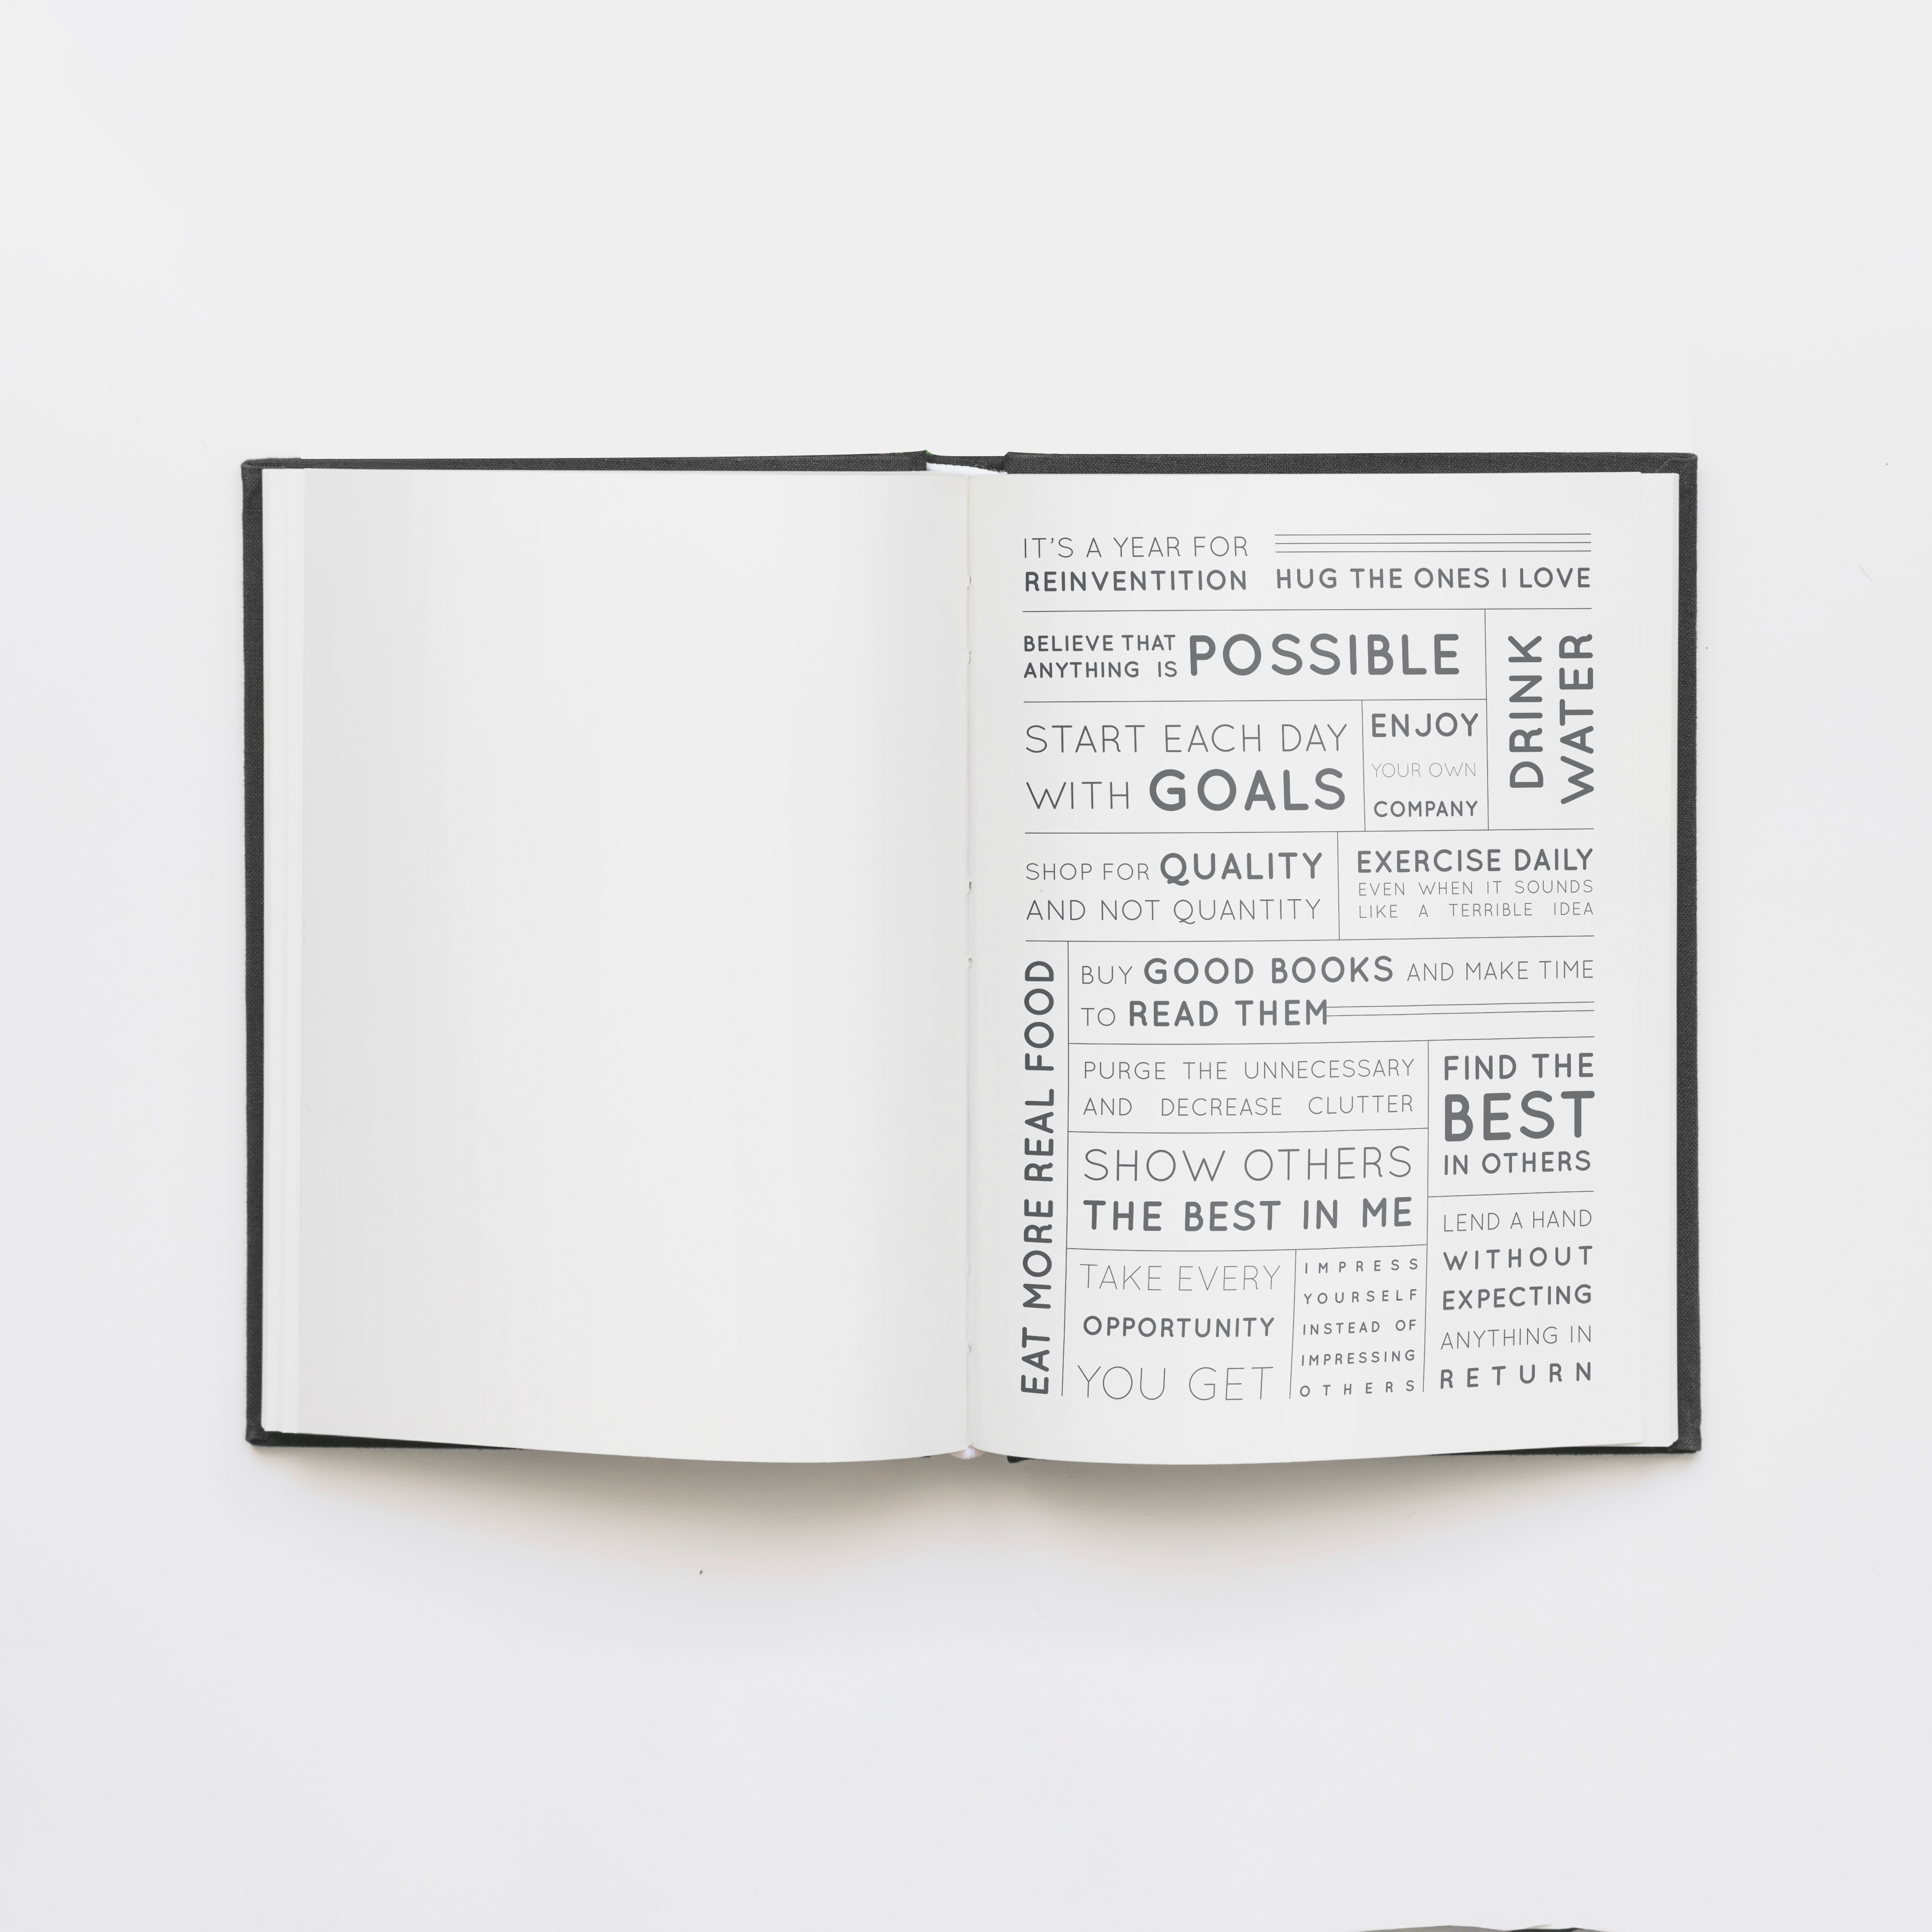 IT'S A YEAR FOR
REINVENTITION
HUG THE ONES I LOVE
BELIEVE THAT
ANYTHING IS POSSIBLE
DRINK
WATER
START EACH DAY
WITH GOALS
ENJOY
YOUR OWN
COMPANY
SHOP FOR QUALITY
AND NOT QUANTITY
EXERCISE DAILY
EVEN WHEN IT SOUNDS
LIKE A TERRIBLE IDEA
EAT MORE REAL FOOD
BUY GOOD BOOKS AND MAKE TIME
TO READ THEM
PURGE THE UNNECESSARY
AND DECREASE CLUTTER
FIND THE
BEST
IN OTHERS
SHOW OTHERS
THE BEST IN ME
TAKE EVERY
OPPORTUNITY
YOU GET
IMPRESS
YOURSELF
INSTEAD OF
IMPRESSING
OTHERS
LEND A HAND
WITHOUT
EXPECTING
ANYTHING IN
RETURN